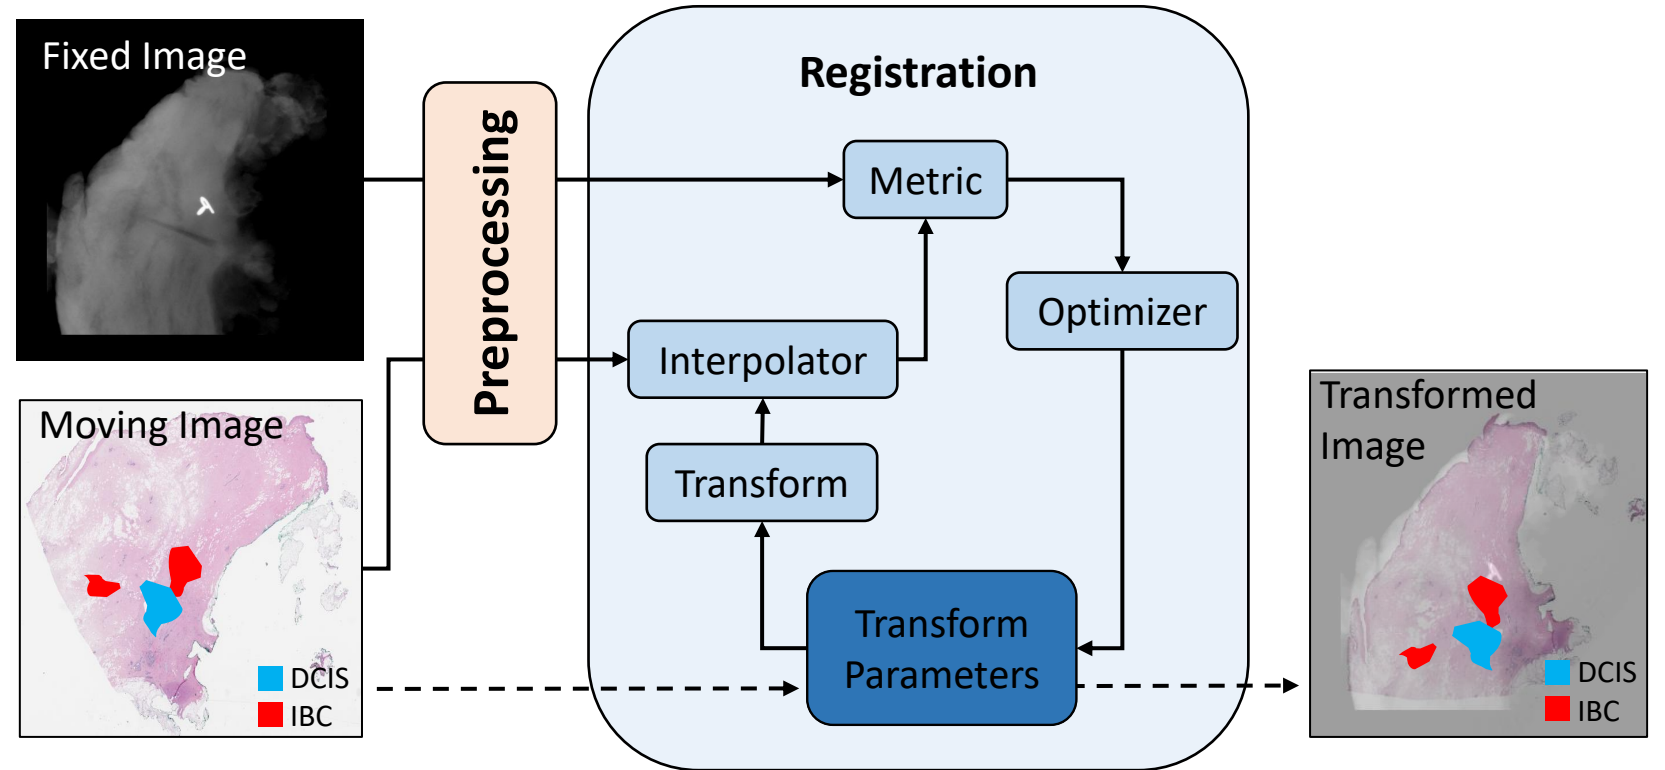 Fixed Image
Preprocessing
Registration
Metric
Optimizer
Interpolator
Transform
Transform
Parameters
Moving Image
DCIS
IBC
Transformed
Image
DCIS
IBC